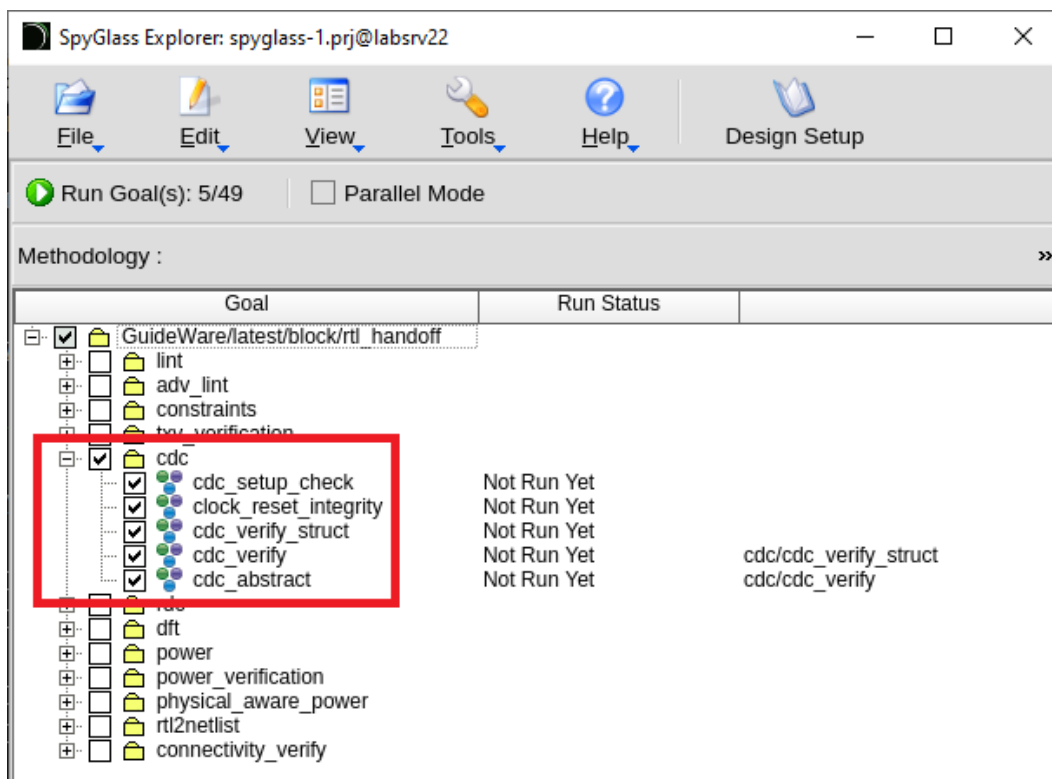 SpyGlass Explorer: spyglass-1.prj@labsrv22
File Edit View Tools Help Design Setup
Run Goal(s): 5/49 Parallel Mode
Methodology : »
Goal Run Status
GuideWare/latest/block/rtl_handoff
lint
adv_lint
constraints
txv_verification
cdc
cdc_setup_check Not Run Yet
clock_reset_integrity Not Run Yet
cdc_verify_struct Not Run Yet
cdc_verify Not Run Yet cdc/cdc_verify_struct
cdc_abstract Not Run Yet cdc/cdc_verify
dft
power
power_verification
physical_aware_power
rtl2netlist
connectivity_verify